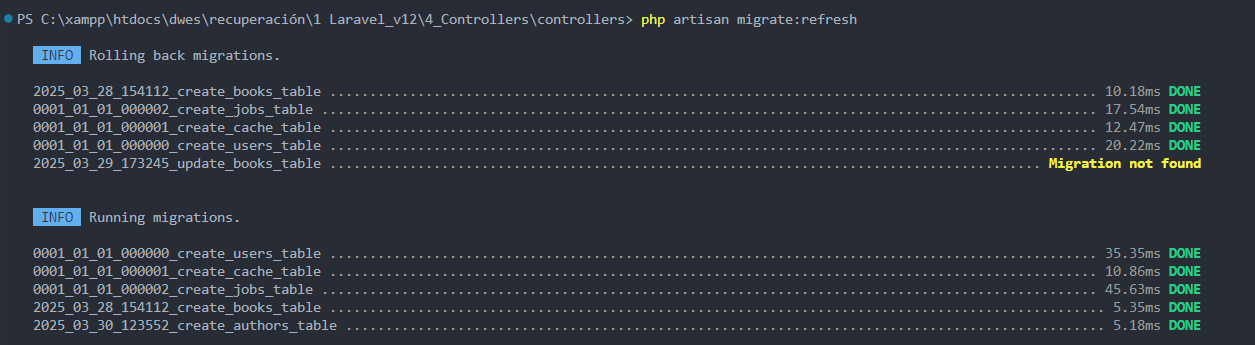 PS C:\xampp\htdocs\dwes\recuperación\1 Laravel_v12\4_Controllers\controllers> php artisan migrate:refresh
INFO Rolling back migrations.
2025_03_28_154112_create_books_table ................................................................................................ 10.18ms DONE
0001_01_01_000002_create_jobs_table ................................................................................................. 17.54ms DONE
0001_01_01_000001_create_cache_table ................................................................................................ 12.47ms DONE
0001_01_01_000000_create_users_table ................................................................................................ 20.22ms DONE
2025_03_29_173245_update_books_table ......................................................................................... Migration not found
INFO Running migrations.
0001_01_01_000000_create_users_table ................................................................................................ 35.35ms DONE
0001_01_01_000001_create_cache_table ................................................................................................ 10.86ms DONE
0001_01_01_000002_create_jobs_table ................................................................................................. 45.63ms DONE
2025_03_28_154112_create_books_table ................................................................................................. 5.35ms DONE
2025_03_30_123552_create_authors_table ............................................................................................... 5.18ms DONE